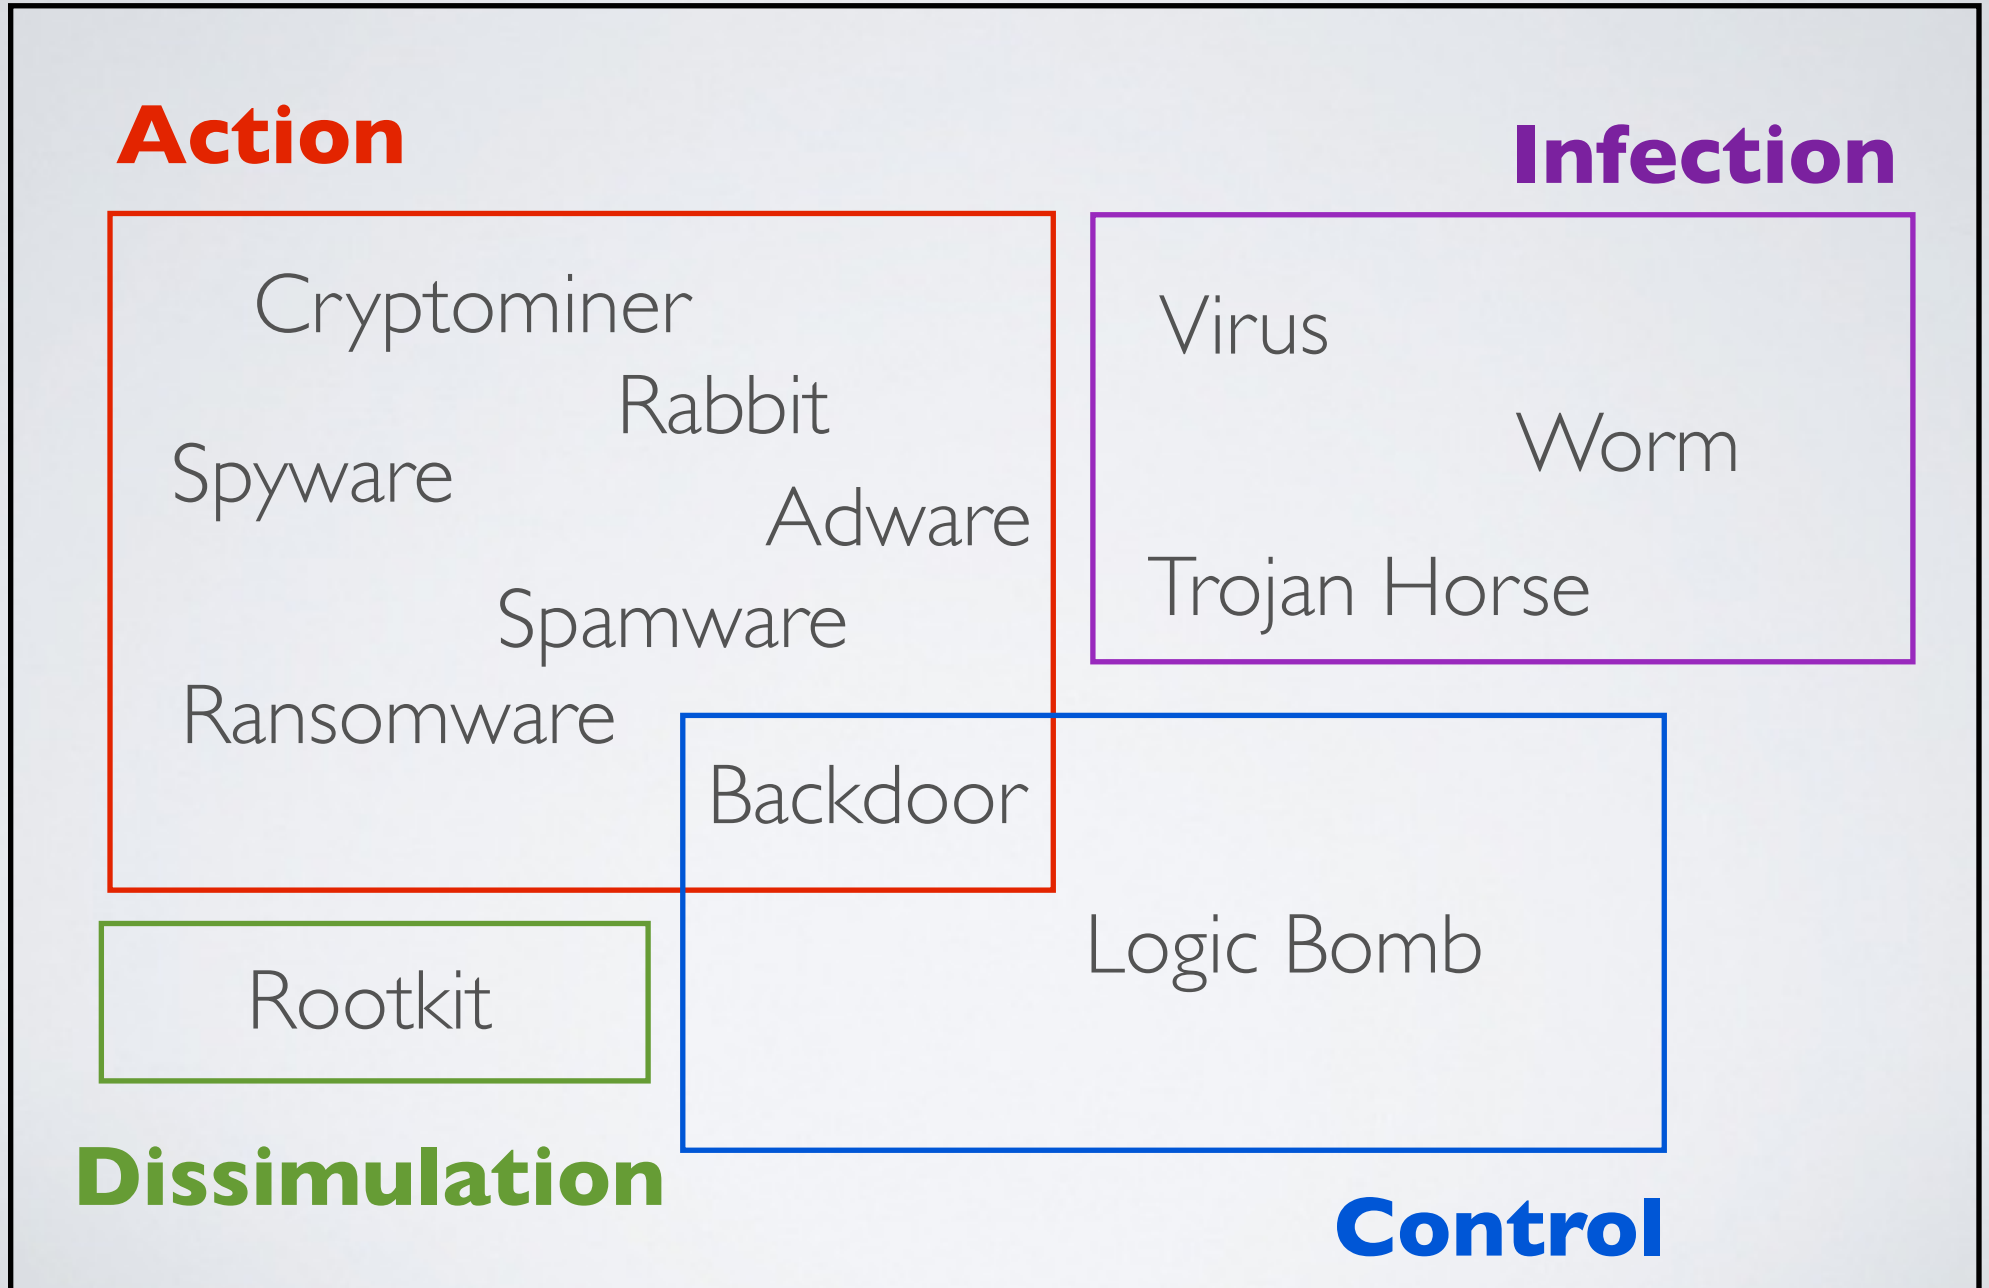 Action
Cryptominer
Rabbit
Spyware
Adware
Spamware
Ransomware
Backdoor
Infection
Virus
Worm
Trojan Horse
Logic Bomb
Control
Rootkit
Dissimulation